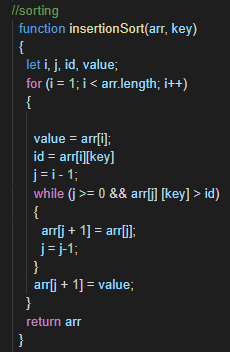 //sorting
function insertionSort(arr, key)
{
let i, j, id, value;
for (i = 1; i < arr.length; i++)
{
value = arr[i];
id = arr[i][key]
j = i - 1;
while (j >= 0 && arr[j] [key] > id)
{
arr[j + 1] = arr[j];
j = j-1;
}
arr[j + 1] = value;
}
return arr
}